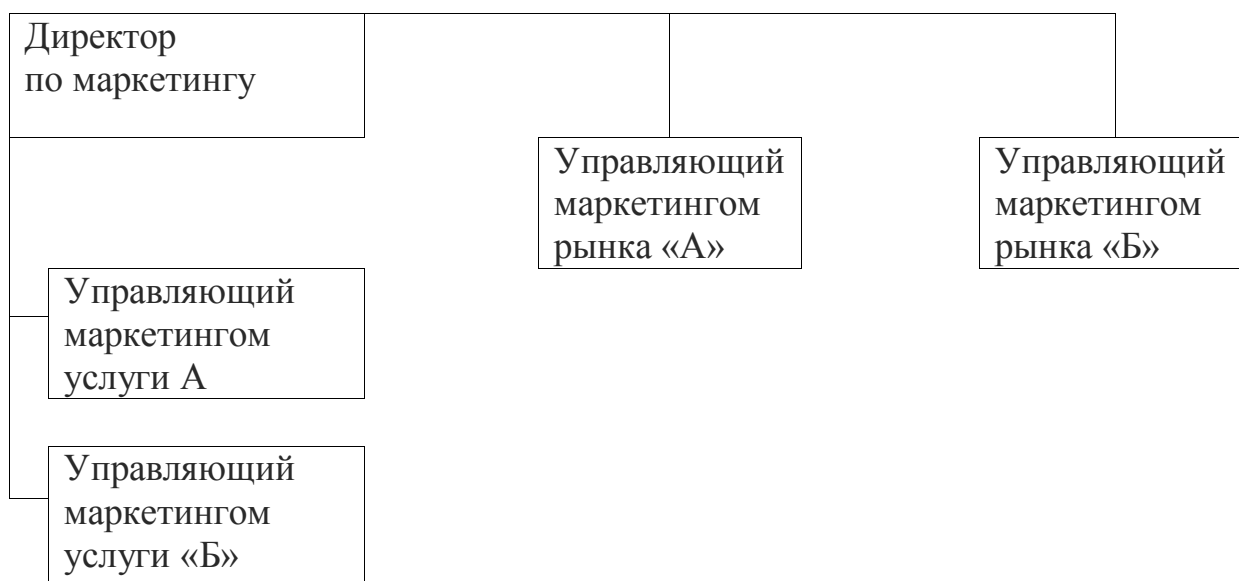 Директор
по маркетингу
Управляющий
маркетингом
рынка «А»
Управляющий
маркетингом
рынка «Б»
Управляющий
маркетингом
услуги А
Управляющий
маркетингом
услуги «Б»